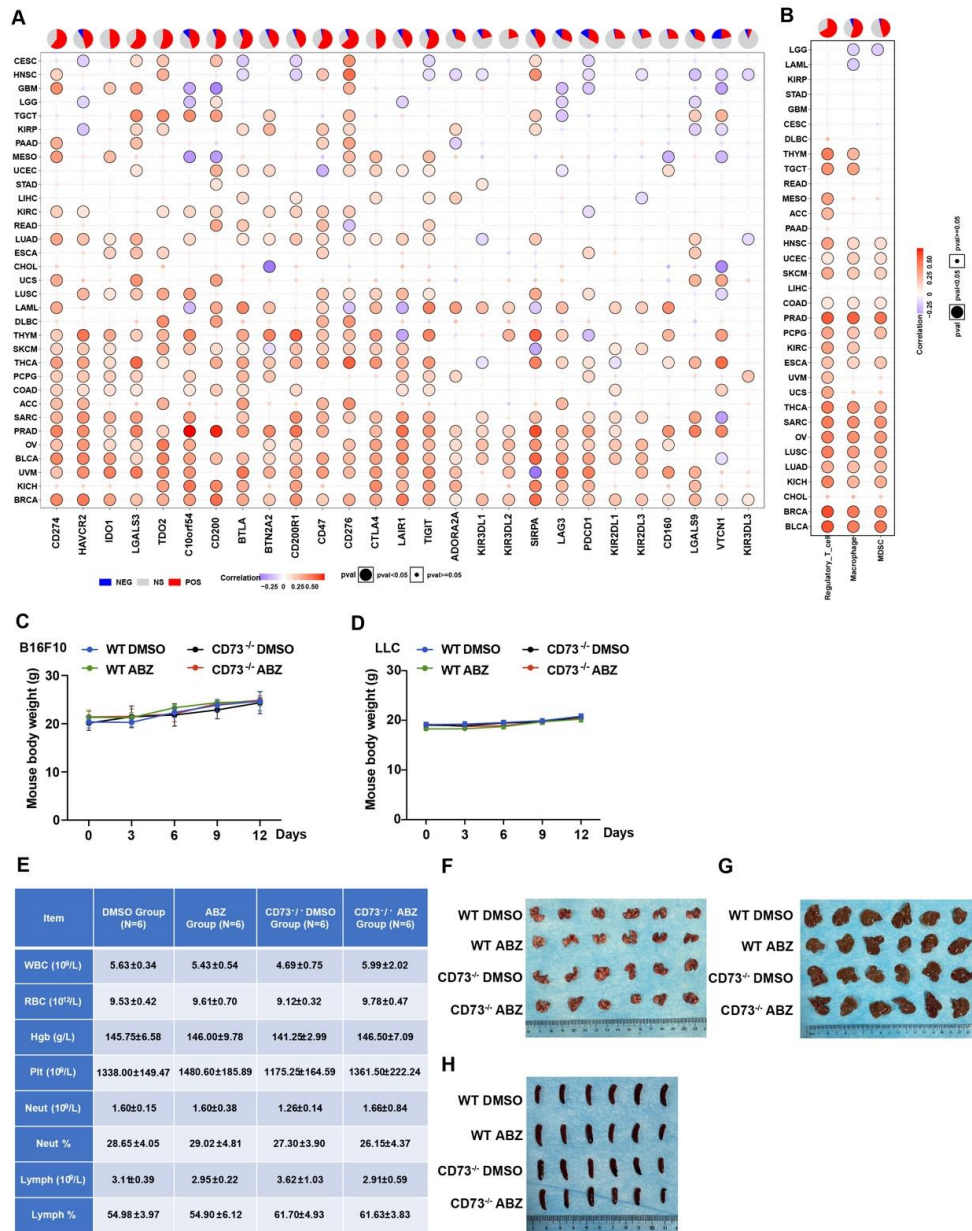 A
CESC
HNSC
GBM
LGG
TGCT
KIRP
PAAD
MESO
UCEC
STAD
LIHC
KIRC
READ
LUAD
ESCA
CHOL
UCS
LUSC
LAML
DLBC
THYM
SKCM
THCA
PCPG
COAD
ACC
SARC
PRAD
OV
BLCA
UVM
KICH
BRCA
CD274
HAVCR2
IDO1
LGALS3
TDO2
C10orf54
CD200
BTLA
BTN2A2
CD200R1
CD47
CD276
CTLA4
LAIR1
TIGIT
ADORA2A
KIR3DL1
KIR3DL2
SIRPA
LAG3
PDCD1
KIR2DL1
KIR2DL3
CD160
LGALS9
VTCN1
KIR3DL3
NEG NS POS
Correlation
-0.25 0 0.25 0.50
pval pval<0.05 pval>=0.05
B
LGG
LAML
KIRP
STAD
GBM
CESC
DLBC
THYM
TGCT
READ
MESO
ACC
PAAD
HNSC
UCEC
SKCM
LIHC
COAD
PRAD
PCPG
KIRC
ESCA
UVM
UCS
THCA
SARC
OV
LUSC
LUAD
KICH
CHOL
BRCA
BLCA
Regulatory_T_cell
Macrophage
MDSC
Correlation
-0.25 0 0.25 0.50
pval pval<0.05 pval>=0.05
C
B16F10
WT DMSO CD73-/- DMSO
WT ABZ CD73-/- ABZ
Mouse body weight (g)
30
20
10
0
0 3 6 9 12 Days
D
LLC
WT DMSO CD73-/- DMSO
WT ABZ CD73-/- ABZ
Mouse body weight (g)
30
20
10
0
0 3 6 9 12 Days
E
Item DMSO Group (N=6) ABZ Group (N=6) CD73-/- DMSO Group (N=6) CD73-/- ABZ Group (N=6)
WBC (10⁹/L) 5.63±0.34 5.43±0.54 4.69±0.75 5.99±2.02
RBC (10¹²/L) 9.53±0.42 9.61±0.70 9.12±0.32 9.78±0.47
Hgb (g/L) 145.75±6.58 146.00±9.78 141.25±2.99 146.50±7.09
Plt (10⁹/L) 1338.00±149.47 1480.60±185.89 1175.25±164.59 1361.50±222.24
Neut (10⁹/L) 1.60±0.15 1.60±0.38 1.26±0.14 1.66±0.84
Neut % 28.65±4.05 29.02±4.81 27.30±3.90 26.15±4.37
Lymph (10⁹/L) 3.11±0.39 2.95±0.22 3.62±1.03 2.91±0.59
Lymph % 54.98±3.97 54.90±6.12 61.70±4.93 61.63±3.83
F
WT DMSO
WT ABZ
CD73-/- DMSO
CD73-/- ABZ
G
WT DMSO
WT ABZ
CD73-/- DMSO
CD73-/- ABZ
H
WT DMSO
WT ABZ
CD73-/- DMSO
CD73-/- ABZ